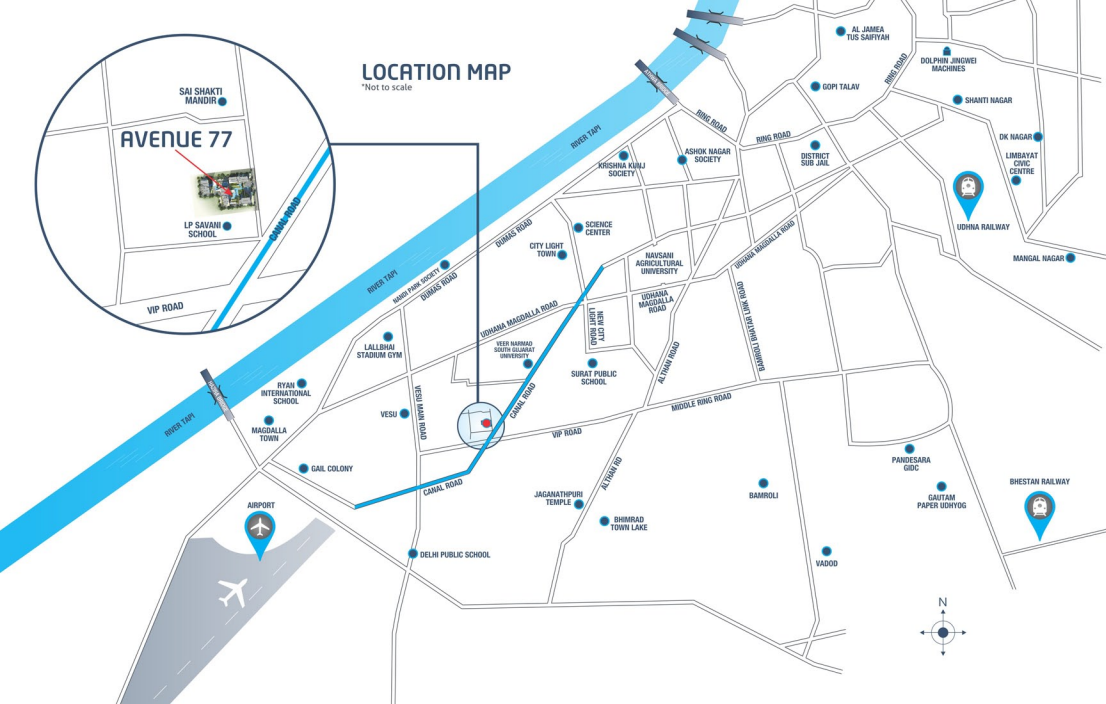 LOCATION MAP
*Not to scale
SAI SHAKTI
MANDIR
AVENUE 77
LP SAVANI
SCHOOL
CANAL ROAD
VIP ROAD
RIVER TAPI
RIVER TAPI
RIVER TAPI
AL JAMEA
TUS SAIFIYAH
DOLPHIN JINGWEI
MACHINES
RING ROAD
GOPI TALAV
SHANTI NAGAR
RING ROAD
RING ROAD
DK NAGAR
DISTRICT
SUB JAIL
LIMBAYAT
CIVIC
CENTRE
ASHOK NAGAR
SOCIETY
KRISHNA KUNJ
SOCIETY
UDHNA RAILWAY
MANGAL NAGAR
SCIENCE
CENTER
CITY LIGHT
TOWN
DUMAS ROAD
NAVSANI
AGRICULTURAL
UNIVERSITY
UDHANA MAGDALLA ROAD
NANDI PARK SOCIETY
DUMAS ROAD
UDHANA
MAGDALLA
ROAD
UDHANA MAGDALLA ROAD
NEW CITY
LIGHT ROAD
BAMROLI BHATAR LINK ROAD
LALLBHAI
STADIUM GYM
VEER NARMAD
SOUTH GUJARAT
UNIVERSITY
SURAT PUBLIC
SCHOOL
ALTHAN ROAD
RYAN
INTERNATIONAL
SCHOOL
VESU
VESU MAIN ROAD
CANAL ROAD
MIDDLE RING ROAD
MAGDALLA
TOWN
VIP ROAD
GAIL COLONY
CANAL ROAD
ALTHAN RD
PANDESARA
GIDC
JAGANATHPURI
TEMPLE
BHIMRAD
TOWN LAKE
BAMROLI
GAUTAM
PAPER UDHYOG
BHESTAN RAILWAY
AIRPORT
DELHI PUBLIC SCHOOL
VADOD
N